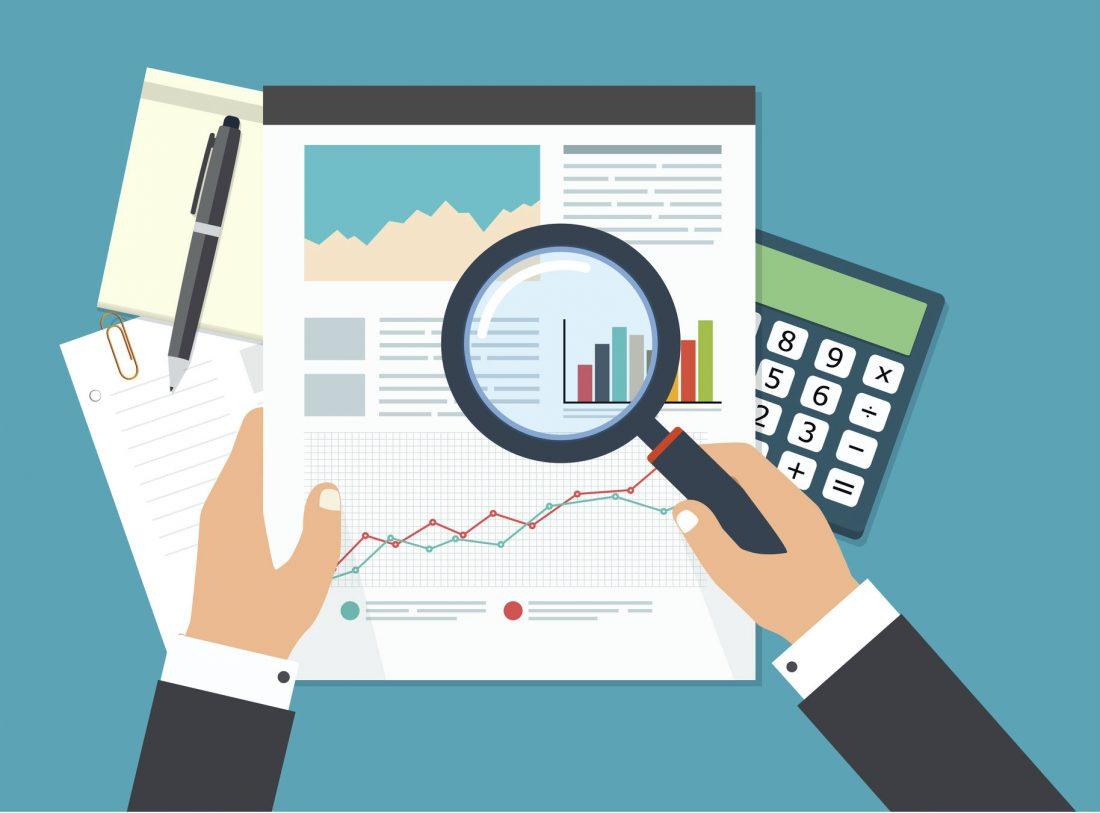 8 9 ×
5 6 ÷
2 3 −
+ =